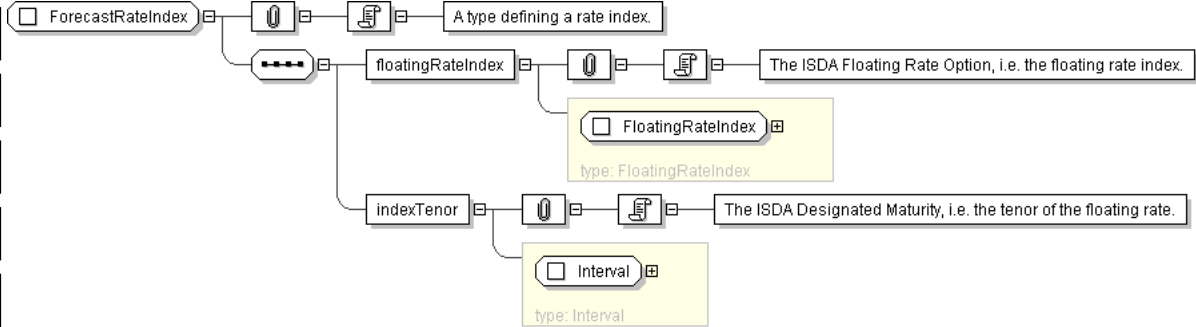 ForecastRateIndex
A type defining a rate index.
floatingRateIndex
The ISDA Floating Rate Option, i.e. the floating rate index.
FloatingRateIndex
type: FloatingRateIndex
indexTenor
The ISDA Designated Maturity, i.e. the tenor of the floating rate.
Interval
type: Interval